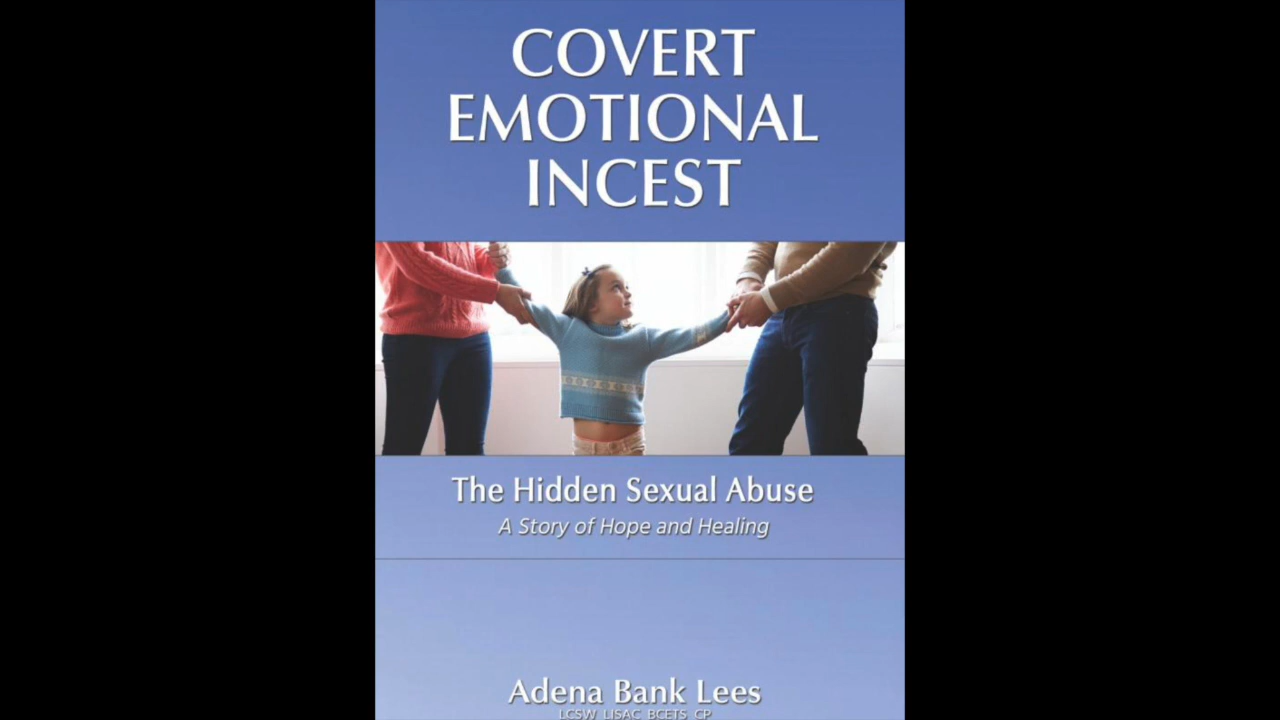 COVERT
EMOTIONAL
INCEST
The Hidden Sexual Abuse
A Story of Hope and Healing
Adena Bank Lees
LCSW LISAC BCETS CP